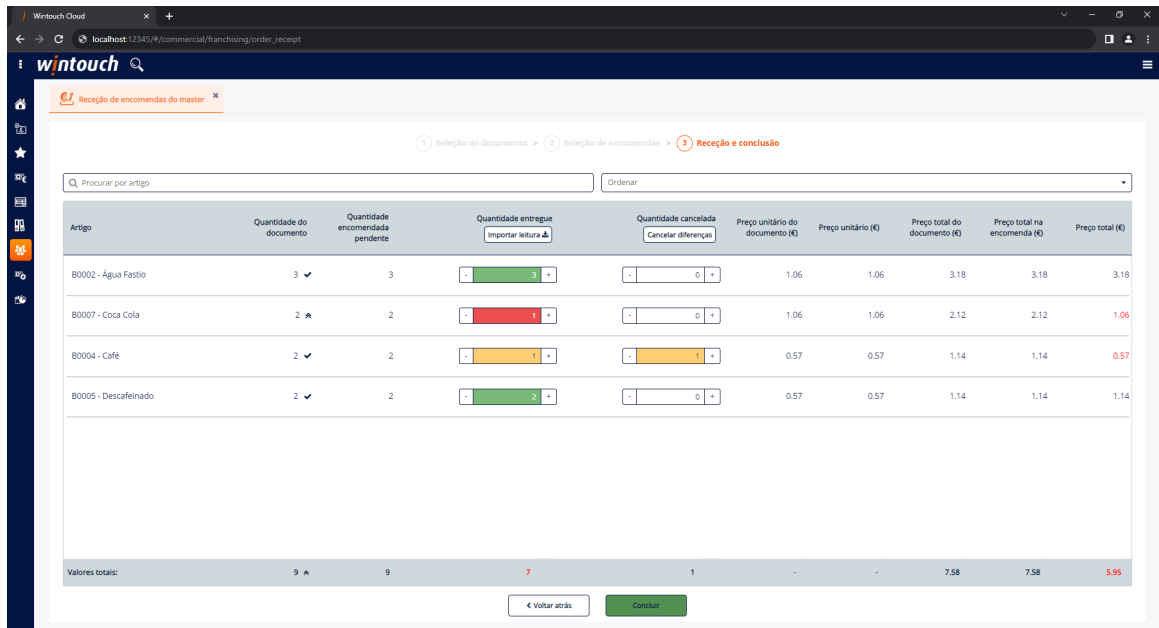 Wintouch Cloud
localhost:12345/#/commercial/franchising/order_receipt
wintouch
Receção de encomendas do master
1 Seleção do documento > 2 Seleção de encomendas > 3 Receção e conclusão
Procurar por artigo
Ordenar
Artigo
Quantidade do
documento
Quantidade
encomendada
pendente
Quantidade entregue
Importar leitura
Quantidade cancelada
Cancelar diferenças
Preço unitário do
documento (€)
Preço unitário (€)
Preço total do
documento (€)
Preço total na
encomenda (€)
Preço total (€)
B0002 - Água Fastio 3 3 - 3 + - 0 + 1.06 1.06 3.18 3.18 3.18
B0007 - Coca Cola 2 2 - 1 + - 0 + 1.06 1.06 2.12 2.12 1.06
B0004 - Café 2 2 - 1 + - 1 + 0.57 0.57 1.14 1.14 0.57
B0005 - Descafeinado 2 2 - 2 + - 0 + 0.57 0.57 1.14 1.14 1.14
Valores totais: 9 9 7 1 - - 7.58 7.58 5.95
Voltar atrás
Concluir